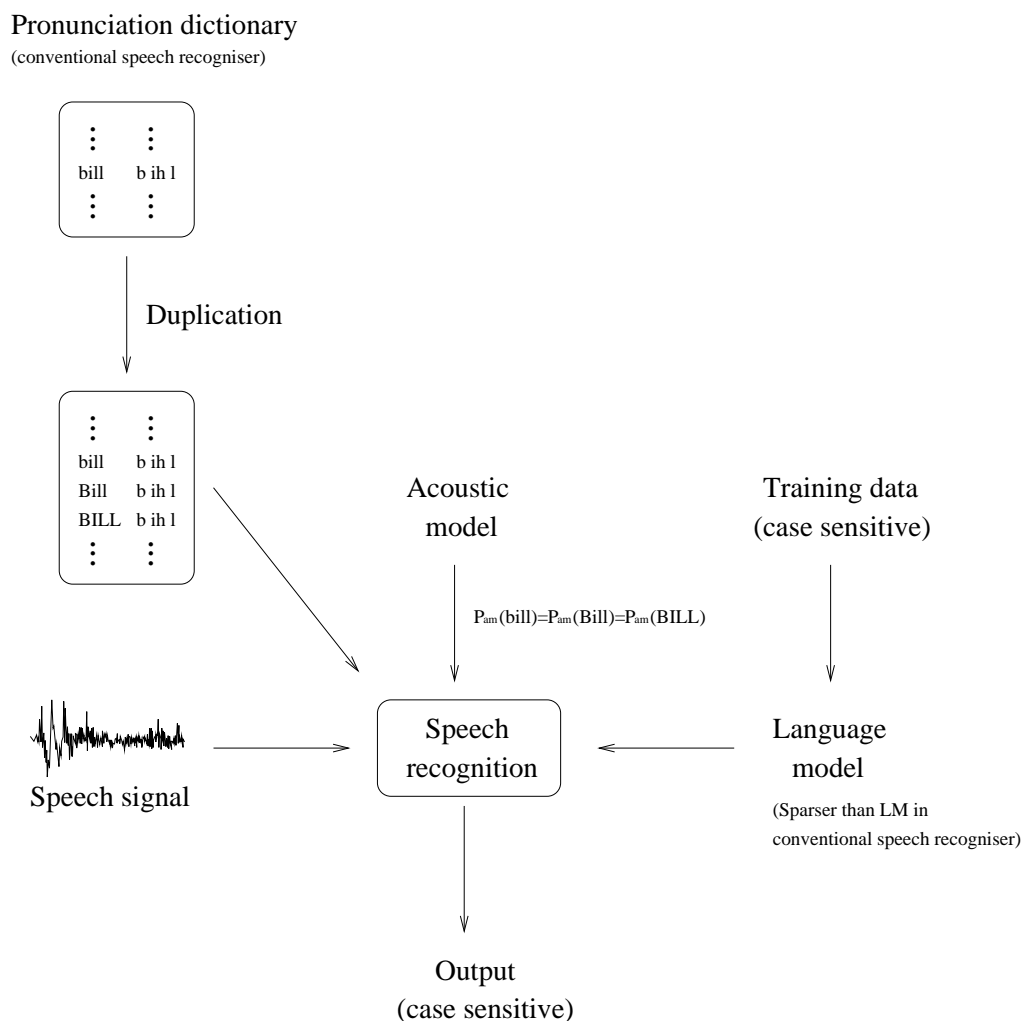 Pronunciation dictionary
(conventional speech recogniser)
bill b ih l
Duplication
bill b ih l
Bill b ih l
BILL b ih l
Acoustic
model
Training data
(case sensitive)
Pam(bill)=Pam(Bill)=Pam(BILL)
Speech signal
Speech
recognition
Language
model
(Sparser than LM in
conventional speech recogniser)
Output
(case sensitive)